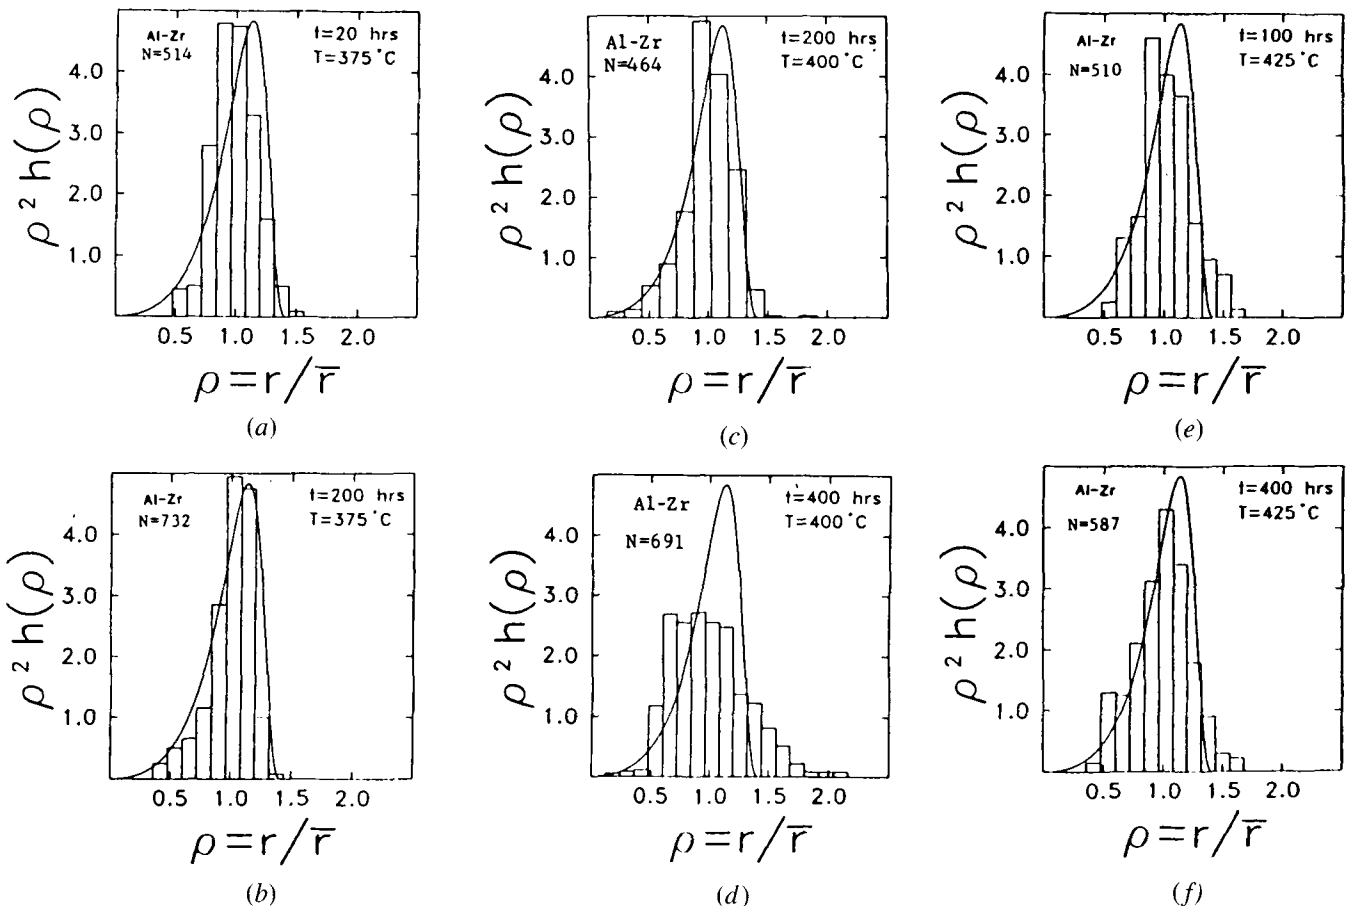 Al-Zr
N=514
t=20 hrs
T=375°C
4.0
3.0
2.0
1.0
ρ² h(ρ)
0.5 1.0 1.5 2.0
ρ = r / r̅
(a)
Al-Zr
N=464
t=200 hrs
T=400°C
4.0
3.0
2.0
1.0
ρ² h(ρ)
0.5 1.0 1.5 2.0
ρ = r / r̅
(c)
Al-Zr
N=510
t=100 hrs
T=425°C
4.0
3.0
2.0
1.0
ρ² h(ρ)
0.5 1.0 1.5 2.0
ρ = r / r̅
(e)
Al-Zr
N=732
t=200 hrs
T=375°C
4.0
3.0
2.0
1.0
ρ² h(ρ)
0.5 1.0 1.5 2.0
ρ = r / r̅
(b)
Al-Zr
N=691
t=400 hrs
T=400°C
4.0
3.0
2.0
1.0
ρ² h(ρ)
0.5 1.0 1.5 2.0
ρ = r / r̅
(d)
Al-Zr
N=587
t=400 hrs
T=425°C
4.0
3.0
2.0
1.0
ρ² h(ρ)
0.5 1.0 1.5 2.0
ρ = r / r̅
(f)